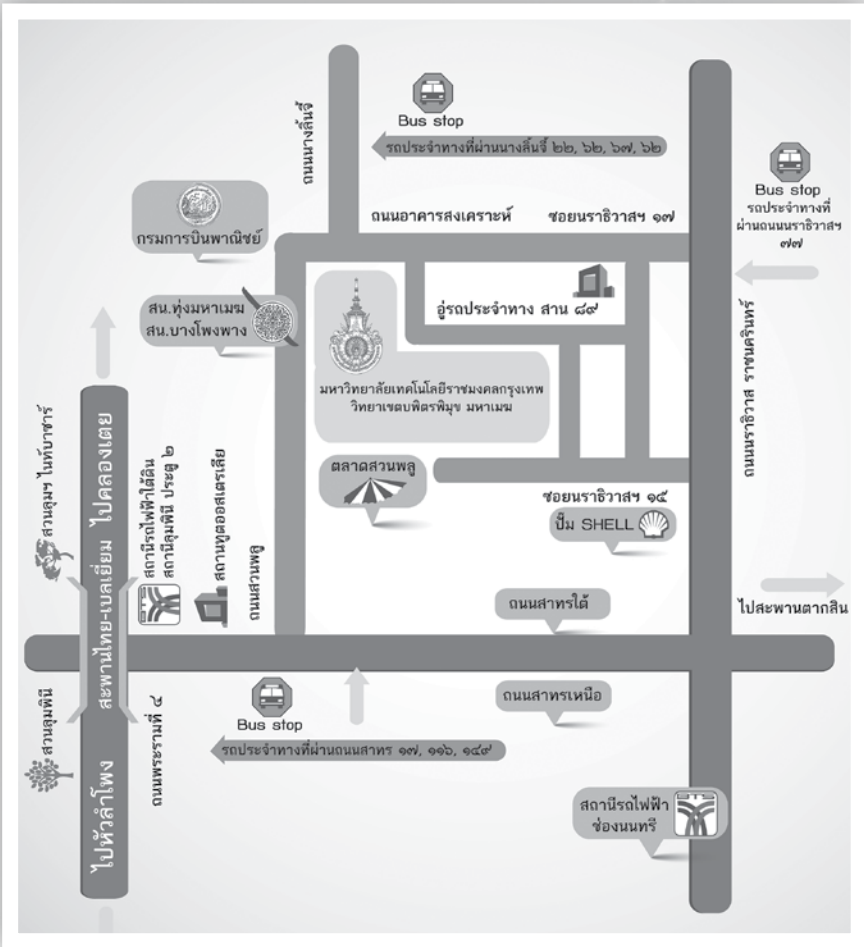 ถนนนางลิ้นจี่
Bus stop
รถประจำทางที่ผ่านนางลิ้นจี่ ๒๒, ๖๒, ๖๗, ๖๒
Bus stop
รถประจำทางที่
ผ่านถนนนราธิวาสฯ
๗๗
กรมการบินพาณิชย์
ถนนอาคารสงเคราะห์
ซอยนราธิวาสฯ ๑๗
สน.ทุ่งมหาเมฆ
สน.บางโพงพาง
อู่รถประจำทาง สาน ๘๙
มหาวิทยาลัยเทคโนโลยีราชมงคลกรุงเทพ
วิทยาเขตบพิตรพิมุข มหาเมฆ
ถนนนราธิวาส ราชนครินทร์
ตลาดสวนพลู
ซอยนราธิวาสฯ ๑๕
ปั๊ม SHELL
สวนลุมฯ ไนท์บาซาร์
ไปคลองเตย
สะพานไทย-เบลเยี่ยม
สถานีรถไฟฟ้าใต้ดิน
สถานีลุมพินี ประตู ๒
สถานทูตออสเตรเลีย
ถนนสวนพลู
ถนนสาทรใต้
ไปสะพานตากสิน
สวนลุมพินี
ไปหัวลำโพง
ถนนพระรามที่ ๔
Bus stop
รถประจำทางที่ผ่านถนนสาทร ๑๗, ๑๑๖, ๑๔๙
ถนนสาทรเหนือ
สถานีรถไฟฟ้า
ช่องนนทรี
BTS